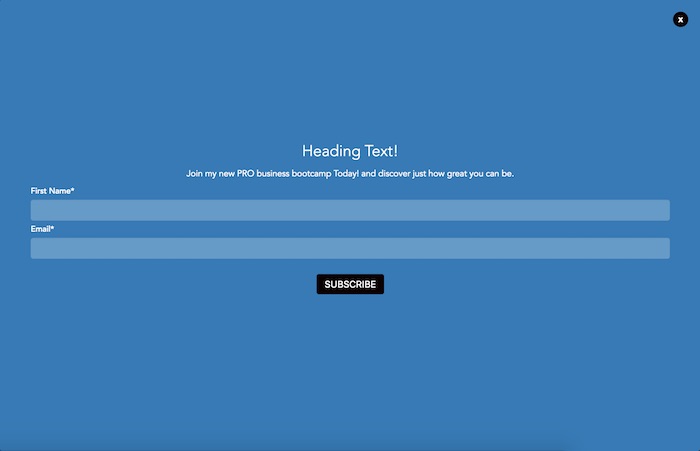 x
Heading Text!
Join my new PRO business bootcamp Today! and discover just how great you can be.
First Name*
Email*
SUBSCRIBE